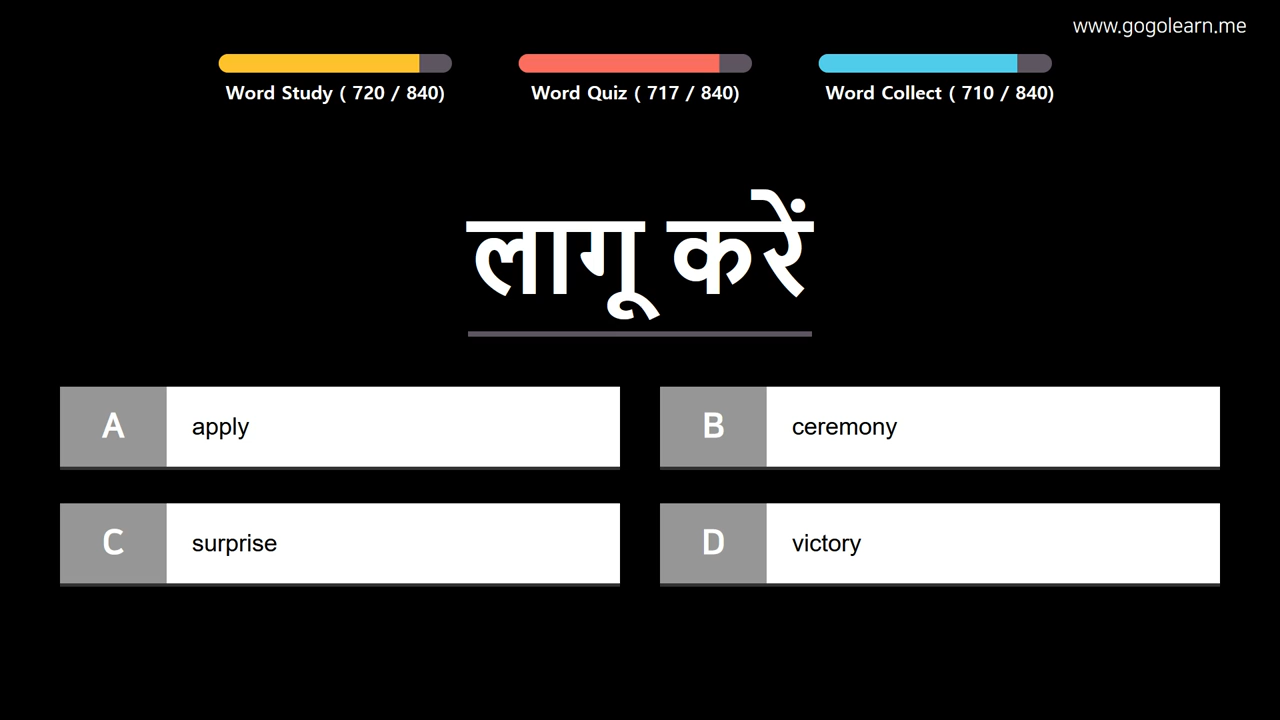 www.gogolearn.me
Word Study ( 720 / 840)
Word Quiz ( 717 / 840)
Word Collect ( 710 / 840)
लागू करें
A
apply
B
ceremony
C
surprise
D
victory